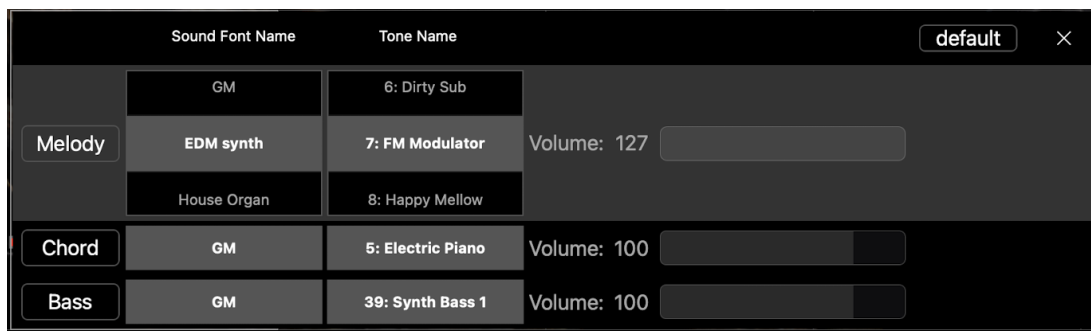 Sound Font Name Tone Name default ×
GM 6: Dirty Sub
Melody EDM synth 7: FM Modulator Volume: 127
House Organ 8: Happy Mellow
Chord GM 5: Electric Piano Volume: 100
Bass GM 39: Synth Bass 1 Volume: 100